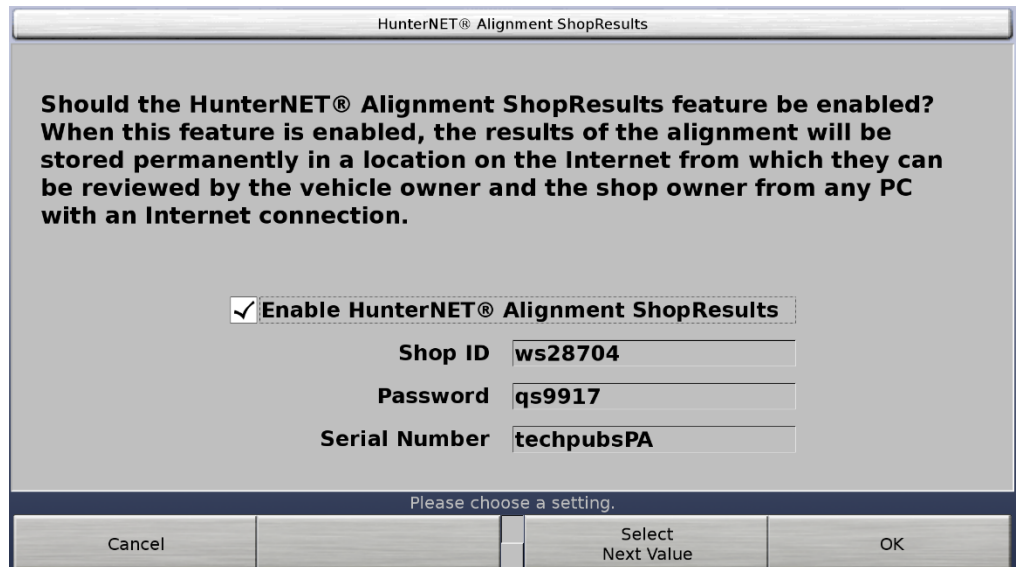 HunterNET® Alignment ShopResults
Should the HunterNET® Alignment ShopResults feature be enabled?
When this feature is enabled, the results of the alignment will be
stored permanently in a location on the Internet from which they can
be reviewed by the vehicle owner and the shop owner from any PC
with an Internet connection.
Enable HunterNET® Alignment ShopResults
Shop ID ws28704
Password qs9917
Serial Number techpubsPA
Please choose a setting.
Cancel
Select
Next Value
OK